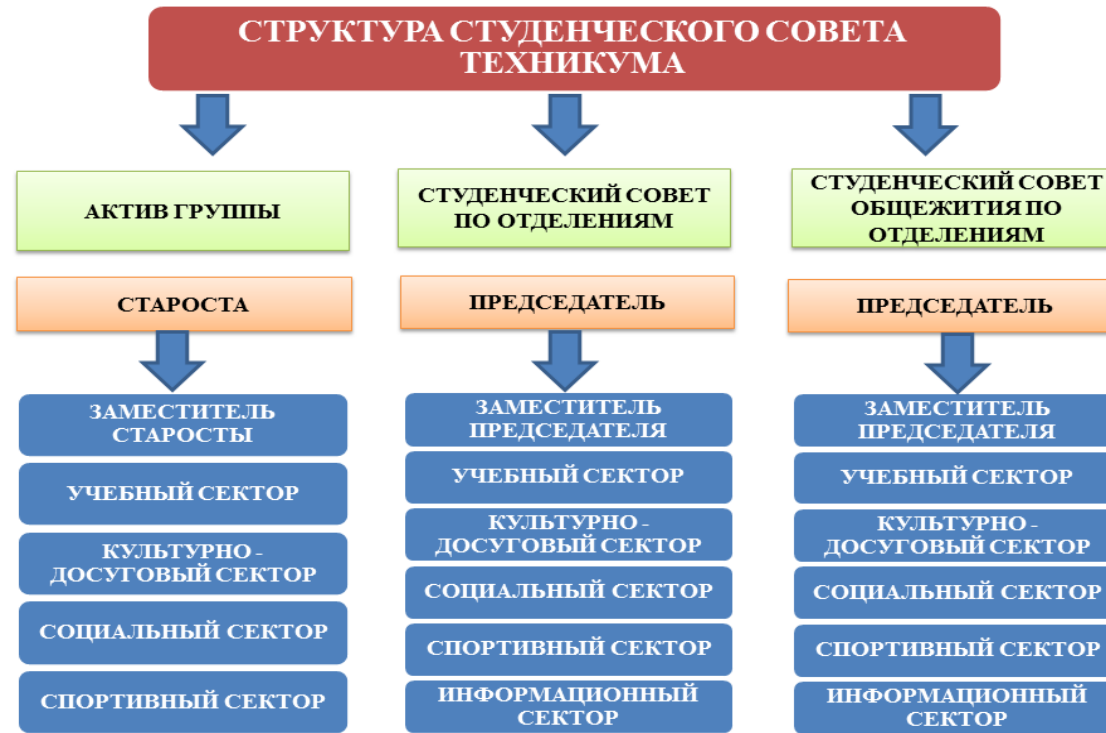 СТРУКТУРА СТУДЕНЧЕСКОГО СОВЕТА
ТЕХНИКУМА
АКТИВ ГРУППЫ
СТУДЕНЧЕСКИЙ СОВЕТ
ПО ОТДЕЛЕНИЯМ
СТУДЕНЧЕСКИЙ СОВЕТ
ОБЩЕЖИТИЯ ПО
ОТДЕЛЕНИЯМ
СТАРОСТА
ПРЕДСЕДАТЕЛЬ
ПРЕДСЕДАТЕЛЬ
ЗАМЕСТИТЕЛЬ
СТАРОСТЫ
УЧЕБНЫЙ СЕКТОР
КУЛЬТУРНО -
ДОСУГОВЫЙ СЕКТОР
СОЦИАЛЬНЫЙ СЕКТОР
СПОРТИВНЫЙ СЕКТОР
ЗАМЕСТИТЕЛЬ
ПРЕДСЕДАТЕЛЯ
УЧЕБНЫЙ СЕКТОР
КУЛЬТУРНО -
ДОСУГОВЫЙ СЕКТОР
СОЦИАЛЬНЫЙ СЕКТОР
СПОРТИВНЫЙ СЕКТОР
ИНФОРМАЦИОННЫЙ
СЕКТОР
ЗАМЕСТИТЕЛЬ
ПРЕДСЕДАТЕЛЯ
УЧЕБНЫЙ СЕКТОР
КУЛЬТУРНО -
ДОСУГОВЫЙ СЕКТОР
СОЦИАЛЬНЫЙ СЕКТОР
СПОРТИВНЫЙ СЕКТОР
ИНФОРМАЦИОННЫЙ
СЕКТОР